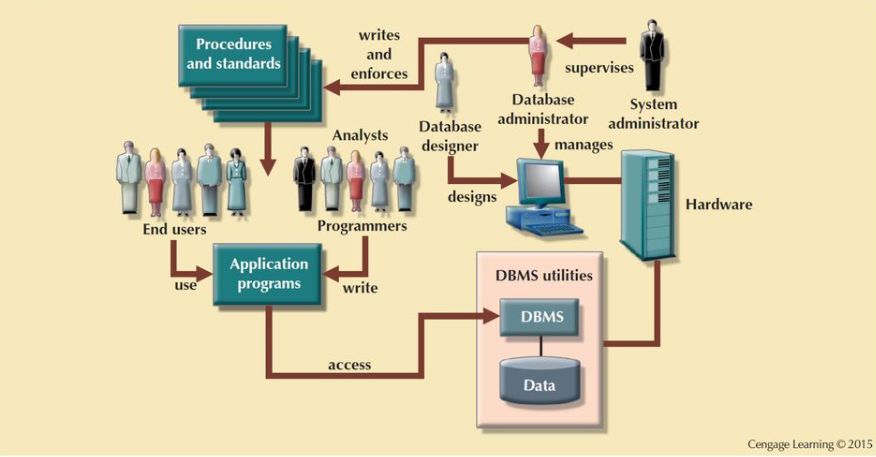 Procedures
and standards
writes
and
enforces
supervises
Database
administrator
System
administrator
Database
designer
manages
Analysts
designs
Hardware
End users
Programmers
use
Application
programs
write
DBMS utilities
DBMS
access
Data
Cengage Learning © 2015